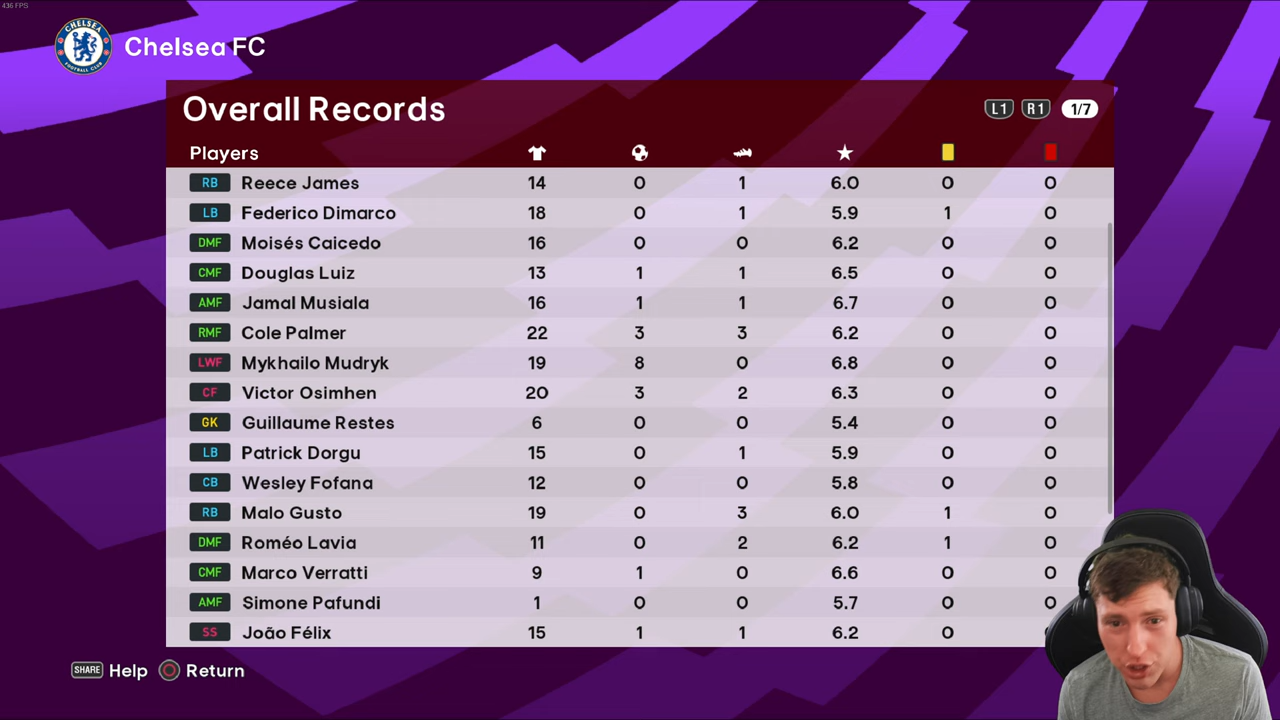 436 FPS
CHELSEA
FOOTBALL CLUB
Chelsea FC
Overall Records
L1 R1 1/7
Players
RB Reece James 14 0 1 6.0 0 0
LB Federico Dimarco 18 0 1 5.9 1 0
DMF Moisés Caicedo 16 0 0 6.2 0 0
CMF Douglas Luiz 13 1 1 6.5 0 0
AMF Jamal Musiala 16 1 1 6.7 0 0
RMF Cole Palmer 22 3 3 6.2 0 0
LWF Mykhailo Mudryk 19 8 0 6.8 0 0
CF Victor Osimhen 20 3 2 6.3 0 0
GK Guillaume Restes 6 0 0 5.4 0 0
LB Patrick Dorgu 15 0 1 5.9 0 0
CB Wesley Fofana 12 0 0 5.8 0 0
RB Malo Gusto 19 0 3 6.0 1 0
DMF Roméo Lavia 11 0 2 6.2 1 0
CMF Marco Verratti 9 1 0 6.6 0 0
AMF Simone Pafundi 1 0 0 5.7 0 0
SS João Félix 15 1 1 6.2 0
SHARE Help Return